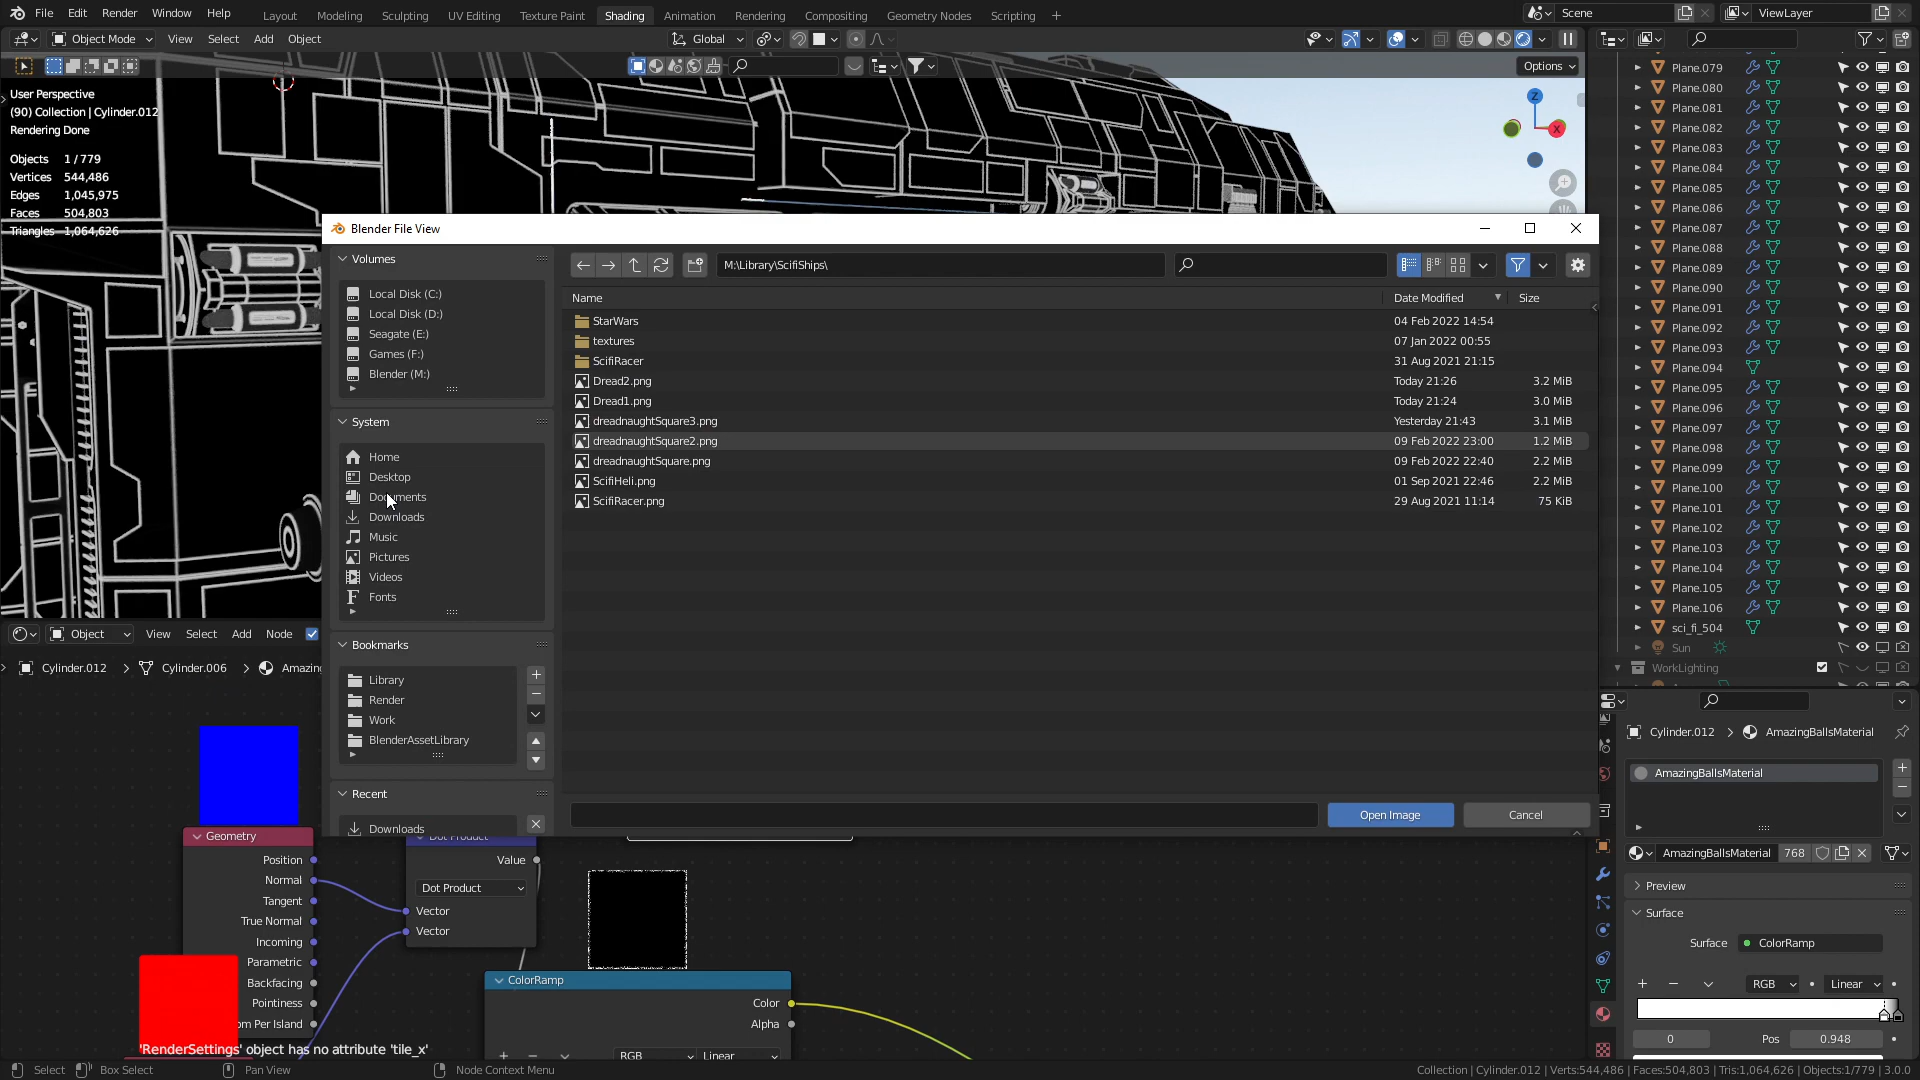 File Edit Render Window Help Layout Modeling Sculpting UV Editing Texture Paint Shading Animation Rendering Compositing Geometry Nodes Scripting + Scene ViewLayer
Object Mode View Select Add Object Global
Options
User Perspective
(90) Collection | Cylinder.012
Rendering Done
Objects 1 / 779
Vertices 544,486
Edges 1,045,975
Faces 504,803
Triangles 1,064,626
Z
X
Plane.079
Plane.080
Plane.081
Plane.082
Plane.083
Plane.084
Plane.085
Plane.086
Plane.087
Plane.088
Plane.089
Plane.090
Plane.091
Plane.092
Plane.093
Plane.094
Plane.095
Plane.096
Plane.097
Plane.098
Plane.099
Plane.100
Plane.101
Plane.102
Plane.103
Plane.104
Plane.105
Plane.106
sci_fi_504
Sun
WorkLighting
Blender File View
Volumes
Local Disk (C:)
Local Disk (D:)
Seagate (E:)
Games (F:)
Blender (M:)
System
Home
Desktop
Documents
Downloads
Music
Pictures
Videos
Fonts
Bookmarks
Library
Render
Work
BlenderAssetLibrary
Recent
Downloads
M:\Library\ScifiShips\
Name Date Modified Size
StarWars 04 Feb 2022 14:54
textures 07 Jan 2022 00:55
ScifiRacer 31 Aug 2021 21:15
Dread2.png Today 21:26 3.2 MiB
Dread1.png Today 21:24 3.0 MiB
dreadnaughtSquare3.png Yesterday 21:43 3.1 MiB
dreadnaughtSquare2.png 09 Feb 2022 23:00 1.2 MiB
dreadnaughtSquare.png 09 Feb 2022 22:40 2.2 MiB
ScifiHeli.png 01 Sep 2021 22:46 2.2 MiB
ScifiRacer.png 29 Aug 2021 11:14 75 KiB
Open Image Cancel
Object View Select Add Node
Cylinder.012 > Cylinder.006 > Amazin
Geometry
Position
Normal
Tangent
True Normal
Incoming
Parametric
Backfacing
Pointiness
om Per Island
Dot Product
Value
Dot Product
Vector
Vector
ColorRamp
Color
Alpha
RGB Linear
'RenderSettings' object has no attribute 'tile_x'
Cylinder.012 > AmazingBallsMaterial
AmazingBallsMaterial
AmazingBallsMaterial 768
Preview
Surface
Surface ColorRamp
RGB Linear
0 Pos 0.948
Select Box Select Pan View Node Context Menu Collection | Cylinder.012 | Verts:544,486 | Faces:504,803 | Tris:1,064,626 | Objects:1/779 | 3.0.0